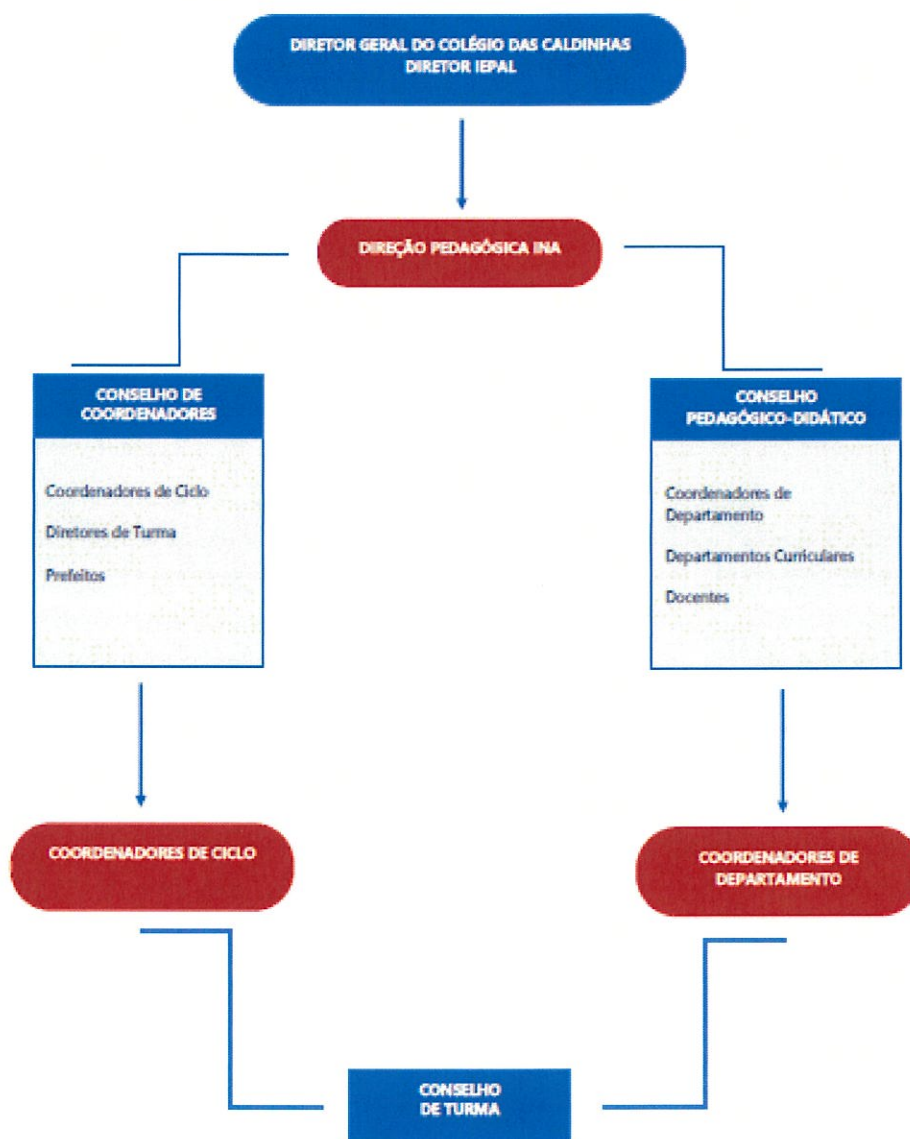 DIRETOR GERAL DO COLÉGIO DAS CALDINHAS
DIRETOR IEPAL
DIREÇÃO PEDAGÓGICA INA
CONSELHO DE
COORDENADORES
Coordenadores de Ciclo
Diretores de Turma
Prefeitos
CONSELHO
PEDAGÓGICO-DIDÁTICO
Coordenadores de
Departamento
Departamentos Curriculares
Docentes
COORDENADORES DE CICLO
COORDENADORES DE
DEPARTAMENTO
CONSELHO
DE TURMA